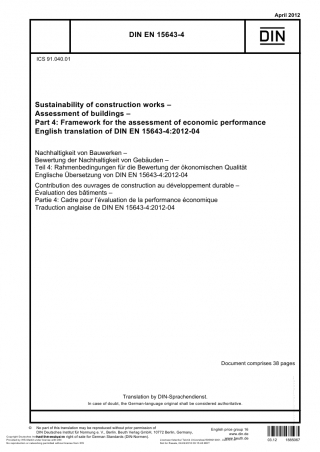 April 2012
DIN EN 15643-4
DIN
ICS 91.040.01
Sustainability of construction works –
Assessment of buildings –
Part 4: Framework for the assessment of economic performance
English translation of DIN EN 15643-4:2012-04
Nachhaltigkeit von Bauwerken –
Bewertung der Nachhaltigkeit von Gebäuden –
Teil 4: Rahmenbedingungen für die Bewertung der ökonomischen Qualität
Englische Übersetzung von DIN EN 15643-4:2012-04
Contribution des ouvrages de construction au développement durable –
Évaluation des bâtiments –
Partie 4: Cadre pour l'évaluation de la performance économique
Traduction anglaise de DIN EN 15643-4:2012-04
Document comprises 38 pages
Translation by DIN-Sprachendienst.
In case of doubt, the German-language original shall be considered authoritative.
© No part of this translation may be reproduced without prior permission of
DIN Deutsches Institut für Normung e. V., Berlin. Beuth Verlag GmbH, 10772 Berlin, Germany,
right of sale for German Standards (DIN-Normen).
English price group 16
www.din.de
www.beuth.de